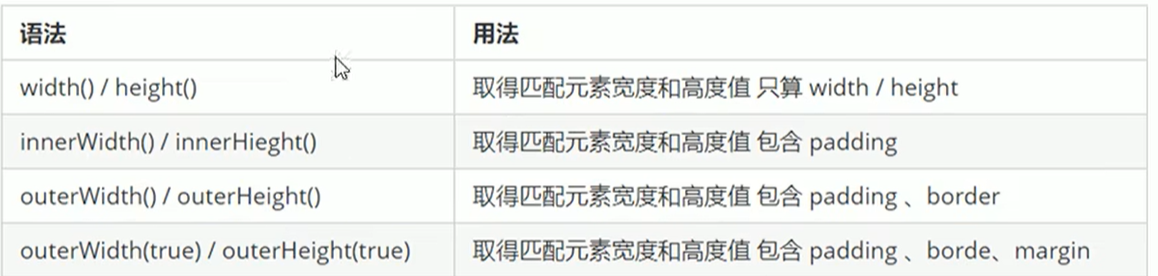 语法 用法
width() / height() 取得匹配元素宽度和高度值 只算 width / height
innerWidth() / innerHieght() 取得匹配元素宽度和高度值 包含 padding
outerWidth() / outerHeight() 取得匹配元素宽度和高度值 包含 padding 、border
outerWidth(true) / outerHeight(true) 取得匹配元素宽度和高度值 包含 padding 、borde、margin